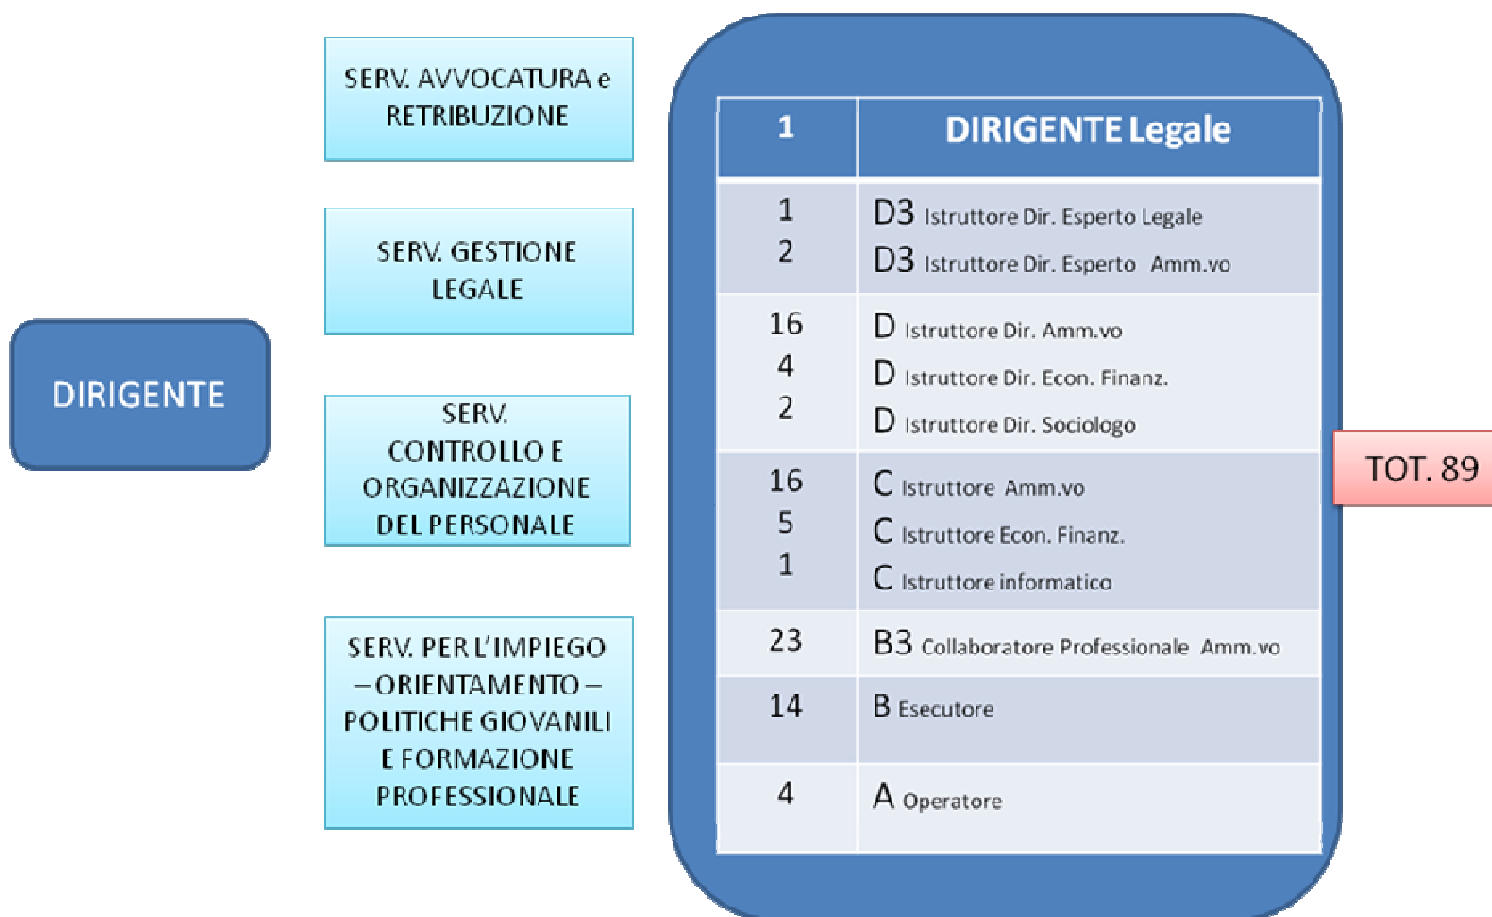 DIRIGENTE
SERV. AVVOCATURA e
RETRIBUZIONE
SERV. GESTIONE
LEGALE
SERV.
CONTROLLO E
ORGANIZZAZIONE
DEL PERSONALE
SERV. PER L'IMPIEGO
– ORIENTAMENTO –
POLITICHE GIOVANILI
E FORMAZIONE
PROFESSIONALE
1 DIRIGENTE Legale
1 D3 Istruttore Dir. Esperto Legale
2 D3 Istruttore Dir. Esperto Amm.vo
16 D Istruttore Dir. Amm.vo
4 D Istruttore Dir. Econ. Finanz.
2 D Istruttore Dir. Sociologo
16 C Istruttore Amm.vo
5 C Istruttore Econ. Finanz.
1 C Istruttore informatico
23 B3 Collaboratore Professionale Amm.vo
14 B Esecutore
4 A Operatore
TOT. 89